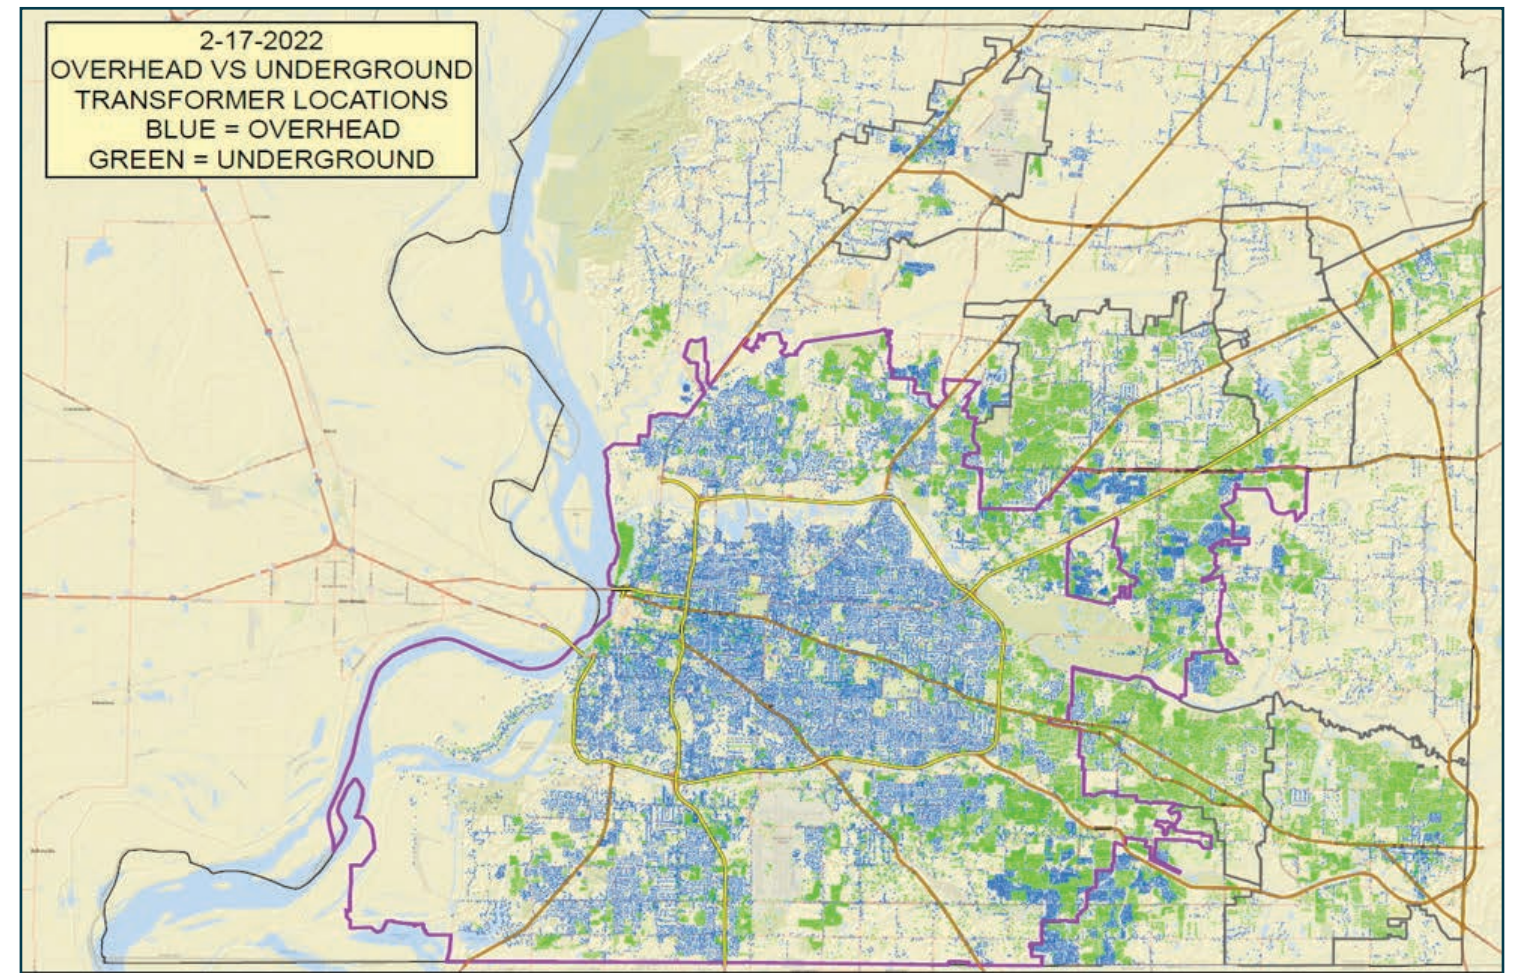 2-17-2022
OVERHEAD VS UNDERGROUND
TRANSFORMER LOCATIONS
BLUE = OVERHEAD
GREEN = UNDERGROUND